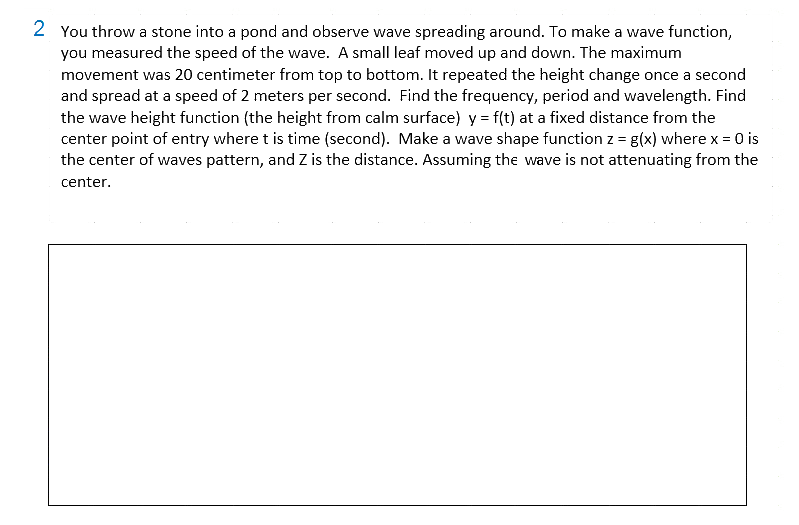 2 You throw a stone into a pond and observe wave spreading around. To make a wave function,
you measured the speed of the wave. A small leaf moved up and down. The maximum
movement was 20 centimeter from top to bottom. It repeated the height change once a second
and spread at a speed of 2 meters per second. Find the frequency, period and wavelength. Find
the wave height function (the height from calm surface) y = f(t) at a fixed distance from the
center point of entry where t is time (second). Make a wave shape function z = g(x) where x = 0 is
the center of waves pattern, and Z is the distance. Assuming the wave is not attenuating from the
center.